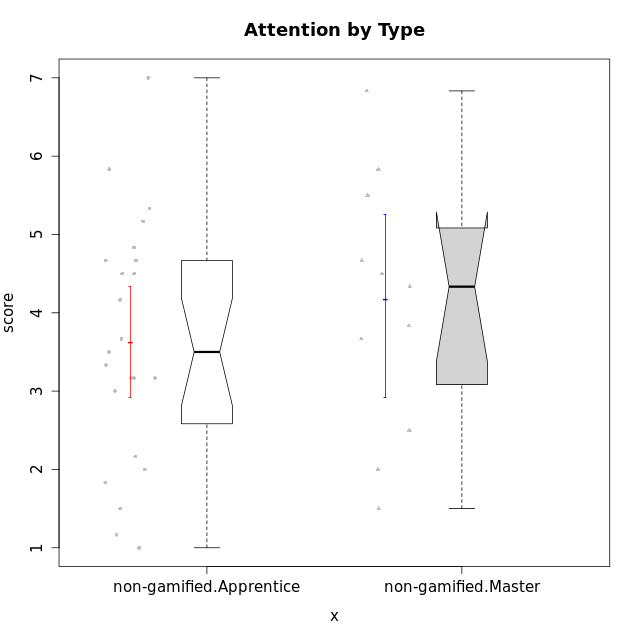 Attention by Type
7
6
5
4
3
2
1
score
non-gamified.Apprentice
non-gamified.Master
x